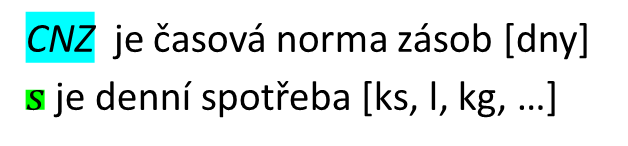 CNZ je časová norma zásob [dny]
s je denní spotřeba [ks, l, kg, …]